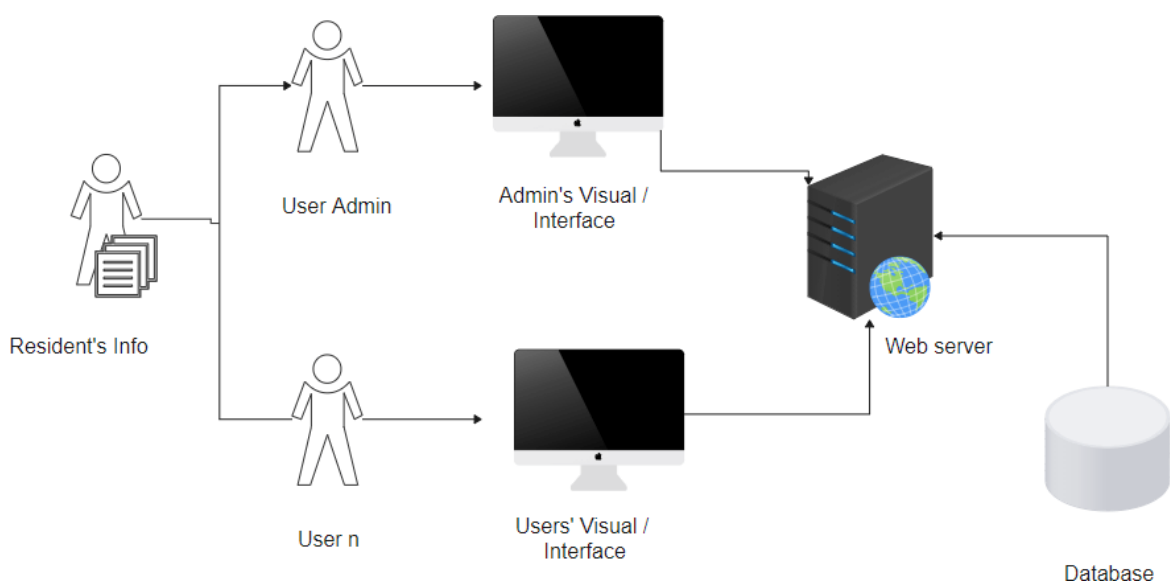 User Admin
Admin's Visual /
Interface
Resident's Info
Web server
User n
Users' Visual /
Interface
Database